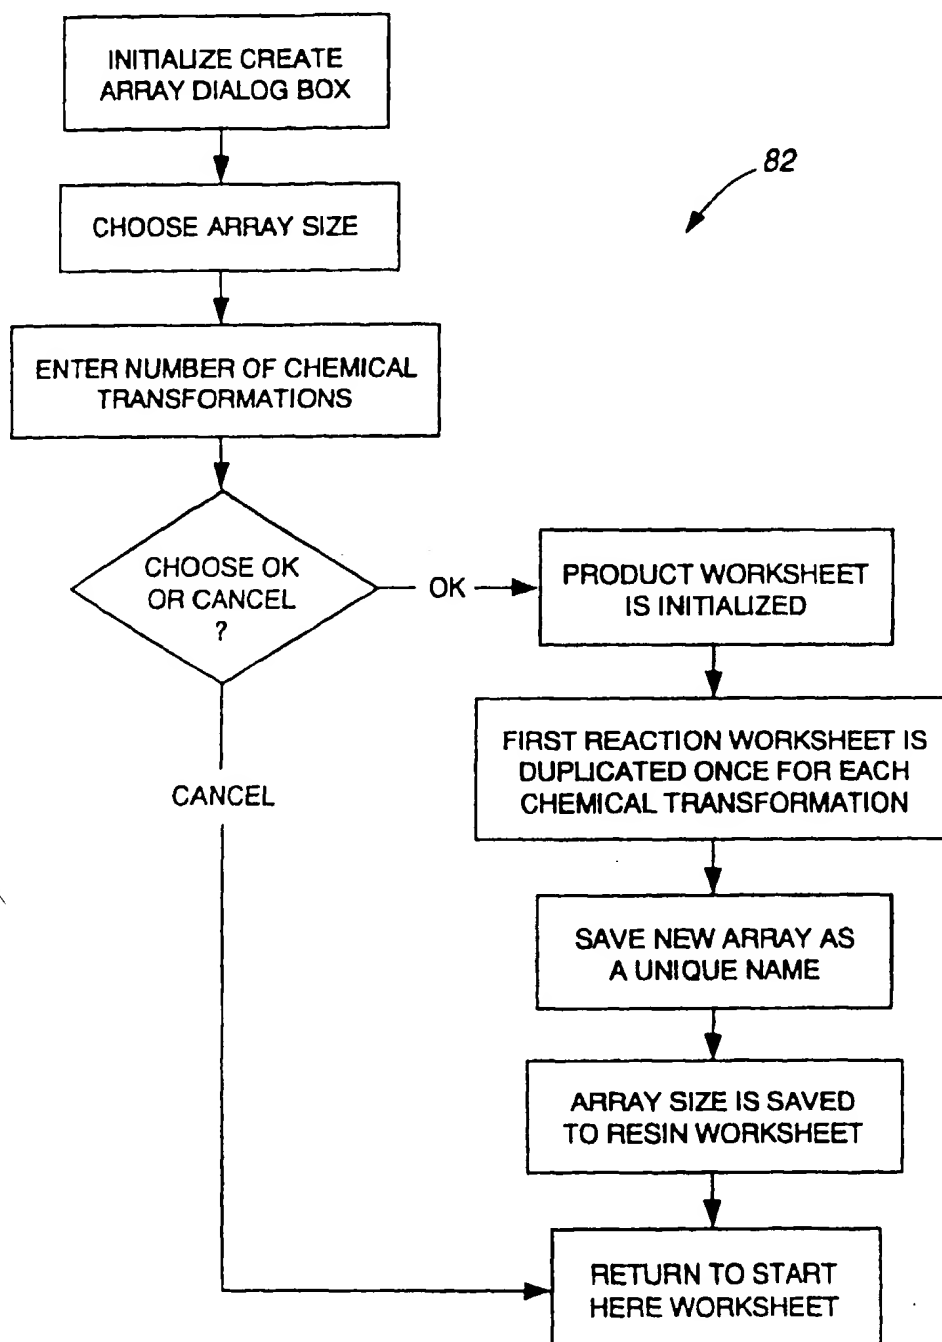 INITIALIZE CREATE
ARRAY DIALOG BOX
82
CHOOSE ARRAY SIZE
ENTER NUMBER OF CHEMICAL
TRANSFORMATIONS
CHOOSE OK
OR CANCEL
?
OK
PRODUCT WORKSHEET
IS INITIALIZED
FIRST REACTION WORKSHEET IS
DUPLICATED ONCE FOR EACH
CHEMICAL TRANSFORMATION
CANCEL
SAVE NEW ARRAY AS
A UNIQUE NAME
ARRAY SIZE IS SAVED
TO RESIN WORKSHEET
RETURN TO START
HERE WORKSHEET